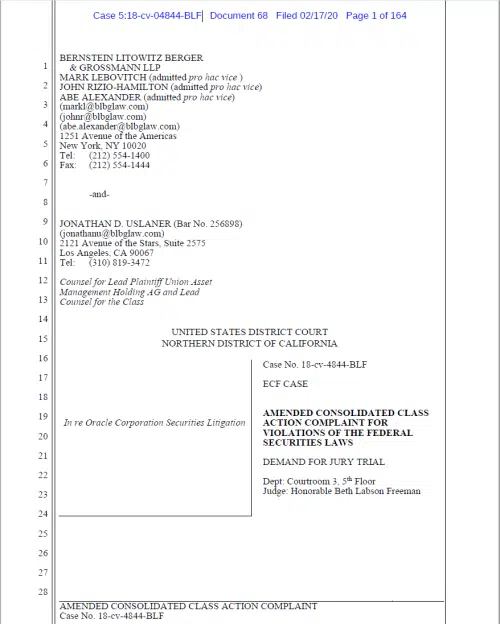 Case 5:18-cv-04844-BLF Document 68 Filed 02/17/20 Page 1 of 164
BERNSTEIN LITOWITZ BERGER
1 & GROSSMANN LLP
MARK LEBOVITCH (admitted pro hac vice )
2 JOHN RIZIO-HAMILTON (admitted pro hac vice)
ABE ALEXANDER (admitted pro hac vice)
3 (markl@blbglaw.com)
(johnr@blbglaw.com)
4 (abe.alexander@blbglaw.com)
1251 Avenue of the Americas
5 New York, NY 10020
Tel: (212) 554-1400
6 Fax: (212) 554-1444
7
-and-
8
9 JONATHAN D. USLANER (Bar No. 256898)
(jonathanu@blbglaw.com)
10 2121 Avenue of the Stars, Suite 2575
Los Angeles, CA 90067
11 Tel: (310) 819-3472
12 Counsel for Lead Plaintiff Union Asset
Management Holding AG and Lead
13 Counsel for the Class
14
UNITED STATES DISTRICT COURT
15 NORTHERN DISTRICT OF CALIFORNIA
16
Case No. 18-cv-4844-BLF
17
ECF CASE
18
19 In re Oracle Corporation Securities Litigation
AMENDED CONSOLIDATED CLASS
ACTION COMPLAINT FOR
20 VIOLATIONS OF THE FEDERAL
SECURITIES LAWS
21
DEMAND FOR JURY TRIAL
22
Dept: Courtroom 3, 5th Floor
23 Judge: Honorable Beth Labson Freeman
24
25
26
27
28
AMENDED CONSOLIDATED CLASS ACTION COMPLAINT
Case No. 18-cv-4844-BLF